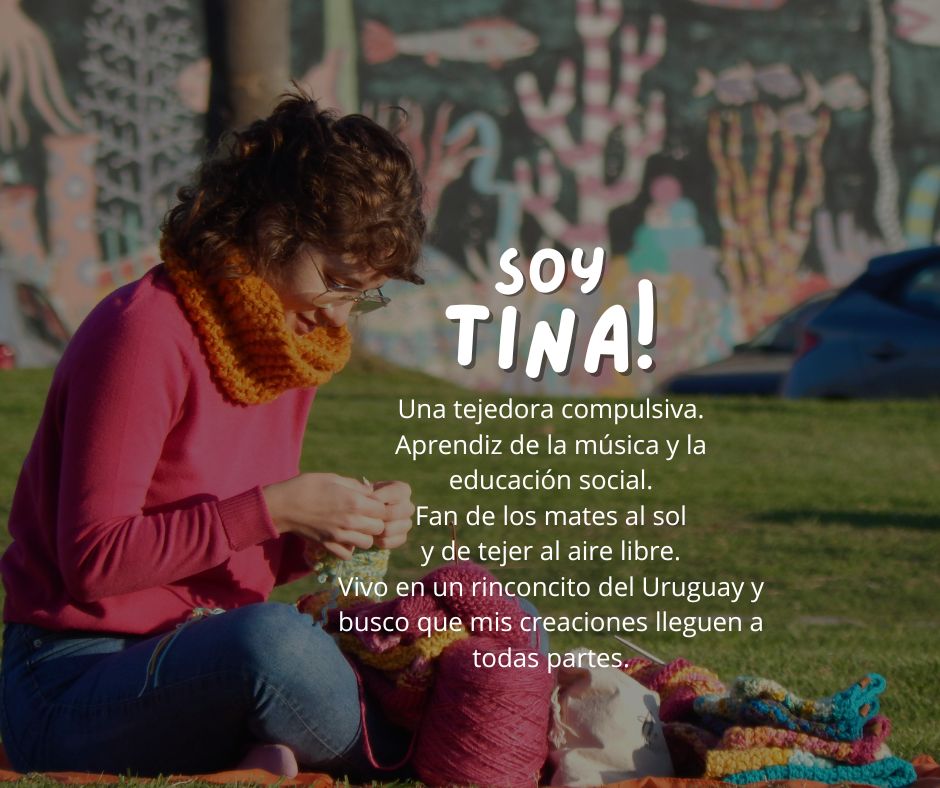 SOY
TINA!
Una tejedora compulsiva.
Aprendiz de la música y la
educación social.
Fan de los mates al sol
y de tejer al aire libre.
Vivo en un rinconcito del Uruguay y
busco que mis creaciones lleguen a
todas partes.